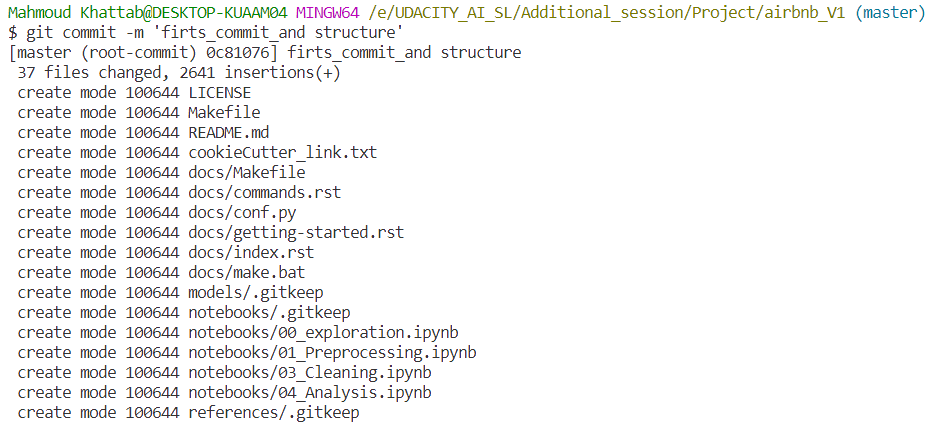 Mahmoud Khattab@DESKTOP-KUAAM04 MINGW64 /e/UDACITY_AI_SL/Additional_session/Project/airbnb_V1 (master)
$ git commit -m 'firts_commit_and structure'
[master (root-commit) 0c81076] firts_commit_and structure
 37 files changed, 2641 insertions(+)
 create mode 100644 LICENSE
 create mode 100644 Makefile
 create mode 100644 README.md
 create mode 100644 cookieCutter_link.txt
 create mode 100644 docs/Makefile
 create mode 100644 docs/commands.rst
 create mode 100644 docs/conf.py
 create mode 100644 docs/getting-started.rst
 create mode 100644 docs/index.rst
 create mode 100644 docs/make.bat
 create mode 100644 models/.gitkeep
 create mode 100644 notebooks/.gitkeep
 create mode 100644 notebooks/00_exploration.ipynb
 create mode 100644 notebooks/01_Preprocessing.ipynb
 create mode 100644 notebooks/03_Cleaning.ipynb
 create mode 100644 notebooks/04_Analysis.ipynb
 create mode 100644 references/.gitkeep